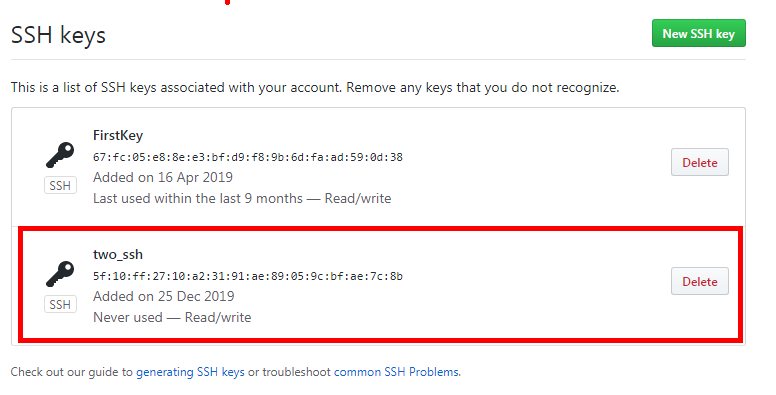 SSH keys
New SSH key
This is a list of SSH keys associated with your account. Remove any keys that you do not recognize.
FirstKey
67:fc:05:e8:8e:e3:bf:d9:f8:9b:6d:fa:ad:59:0d:38
Added on 16 Apr 2019
Last used within the last 9 months — Read/write
SSH
Delete
two_ssh
5f:10:ff:27:10:a2:31:91:ae:89:05:9c:bf:ae:7c:8b
Added on 25 Dec 2019
Never used — Read/write
SSH
Delete
Check out our guide to generating SSH keys or troubleshoot common SSH Problems.